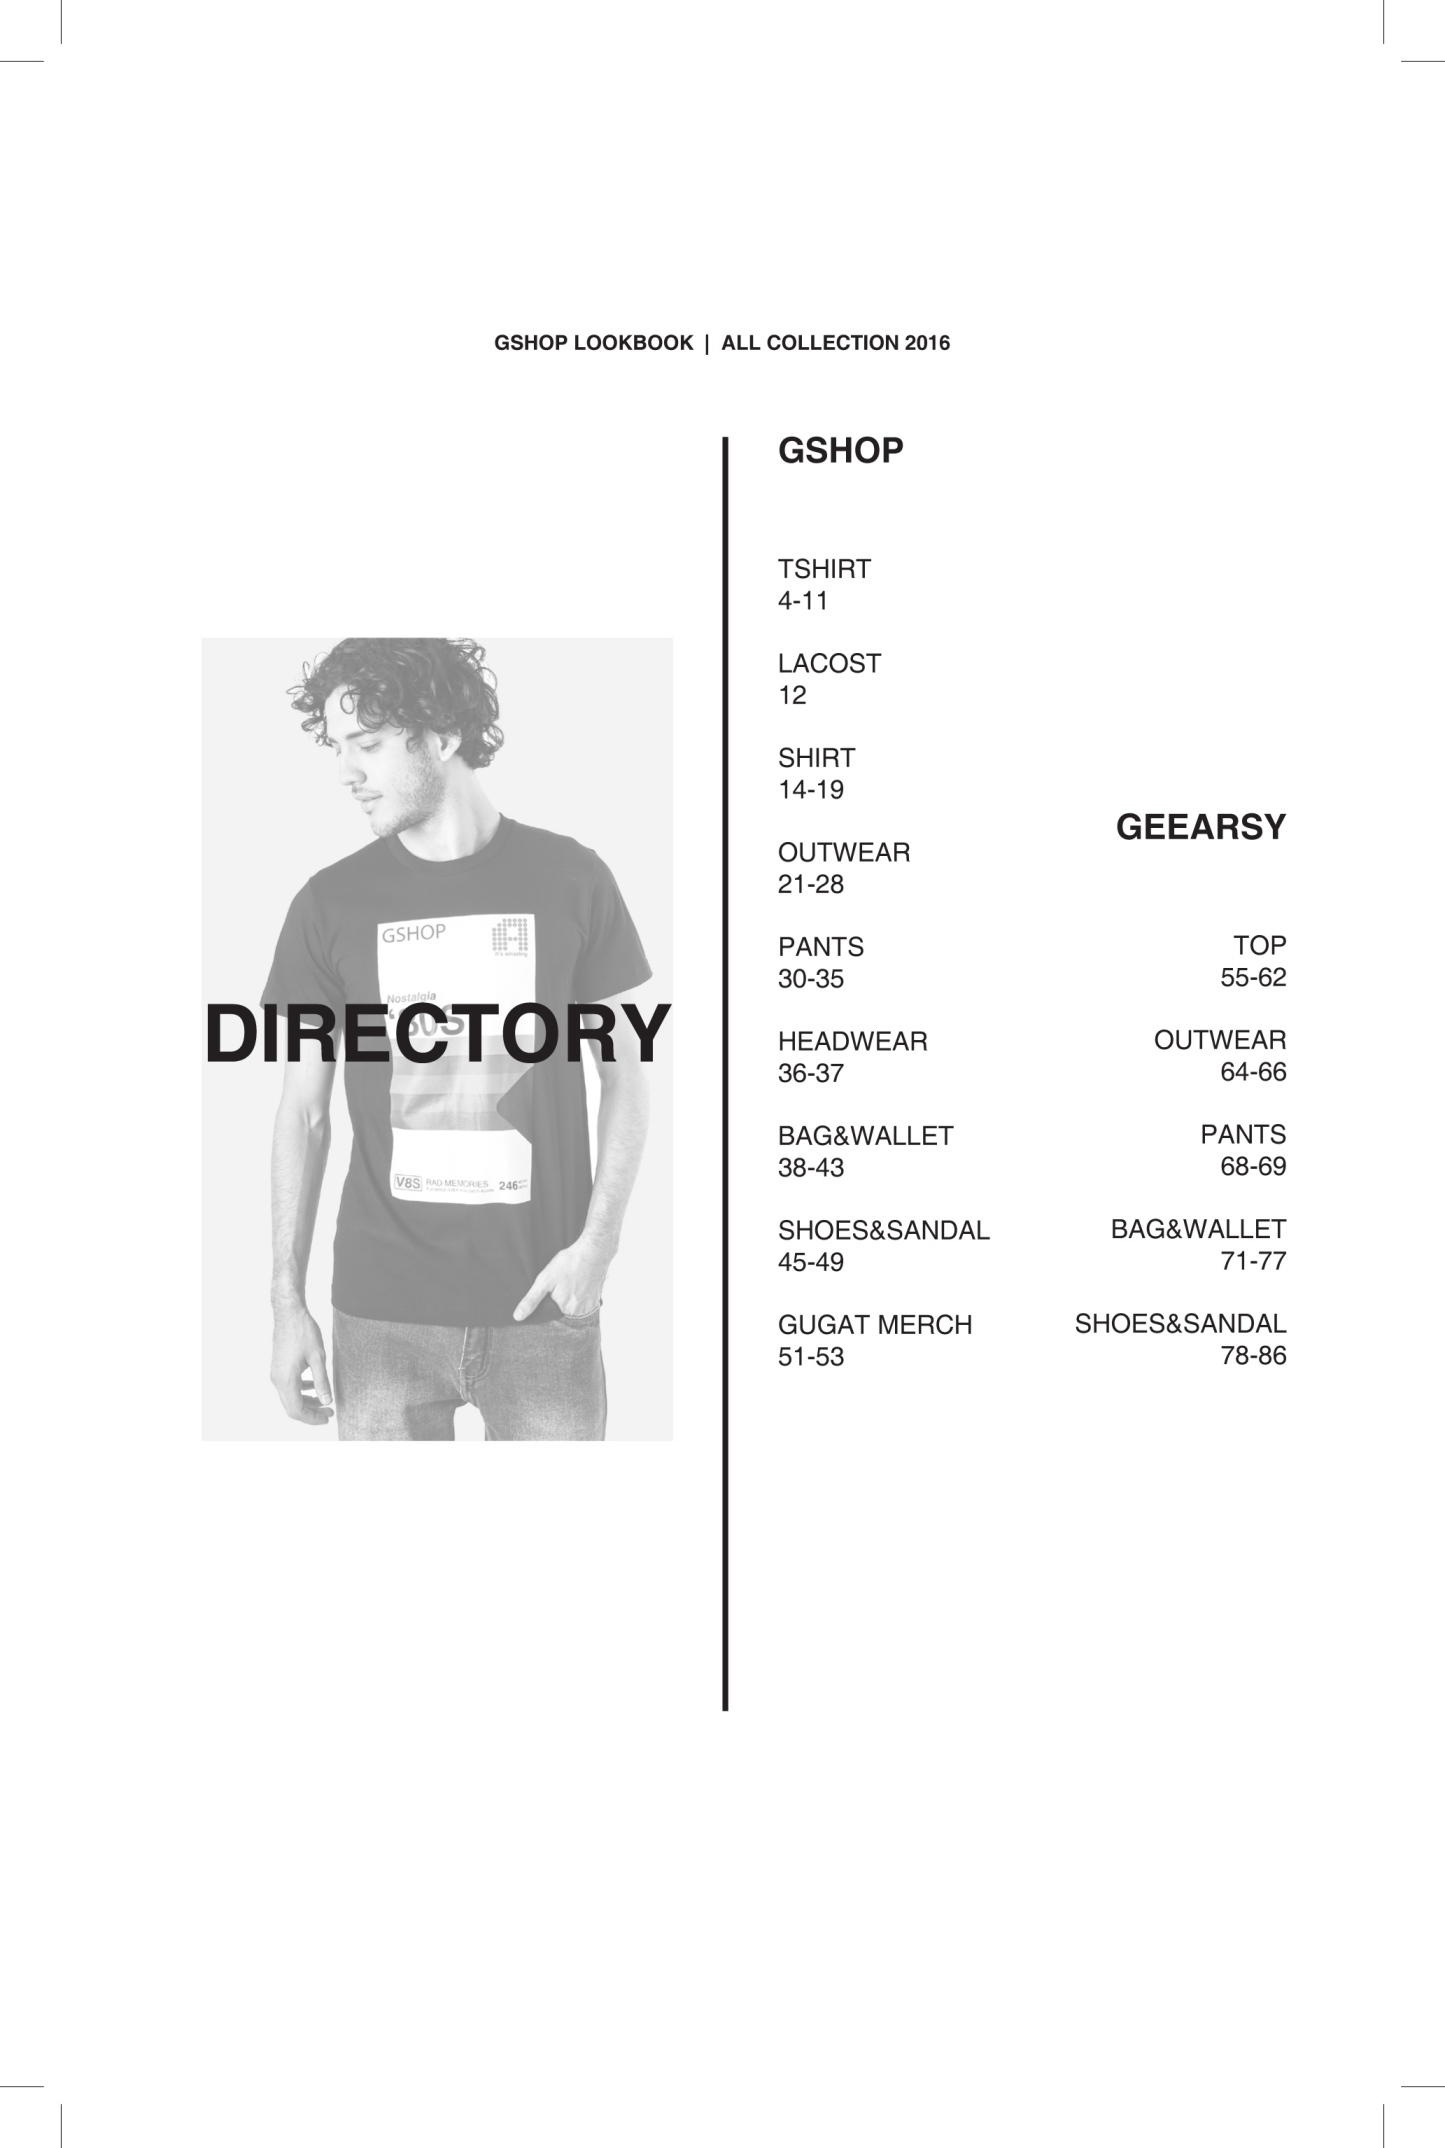 GSHOP LOOKBOOK | ALL COLLECTION 2016
DIRECTORY
GSHOP
It's amazing
Nostalgia
'80S
V8S
RAD MEMORIES
246
GSHOP
TSHIRT
4-11
LACOST
12
SHIRT
14-19
OUTWEAR
21-28
PANTS
30-35
HEADWEAR
36-37
BAG&WALLET
38-43
SHOES&SANDAL
45-49
GUGAT MERCH
51-53
GEEARSY
TOP
55-62
OUTWEAR
64-66
PANTS
68-69
BAG&WALLET
71-77
SHOES&SANDAL
78-86